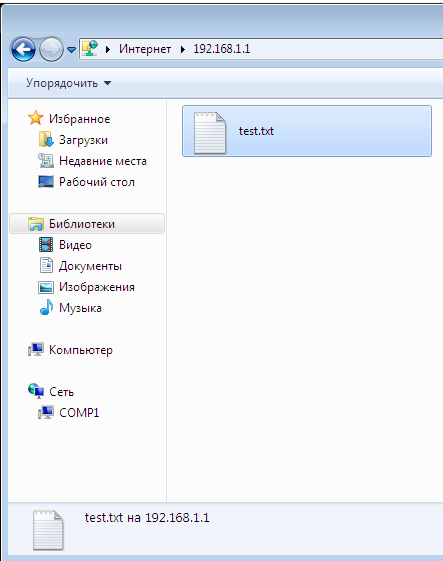 Интернет 192.168.1.1
Упорядочить
Избранное
Загрузки
Недавние места
Рабочий стол
Библиотеки
Видео
Документы
Изображения
Музыка
Компьютер
Сеть
COMP1
test.txt
test.txt на 192.168.1.1